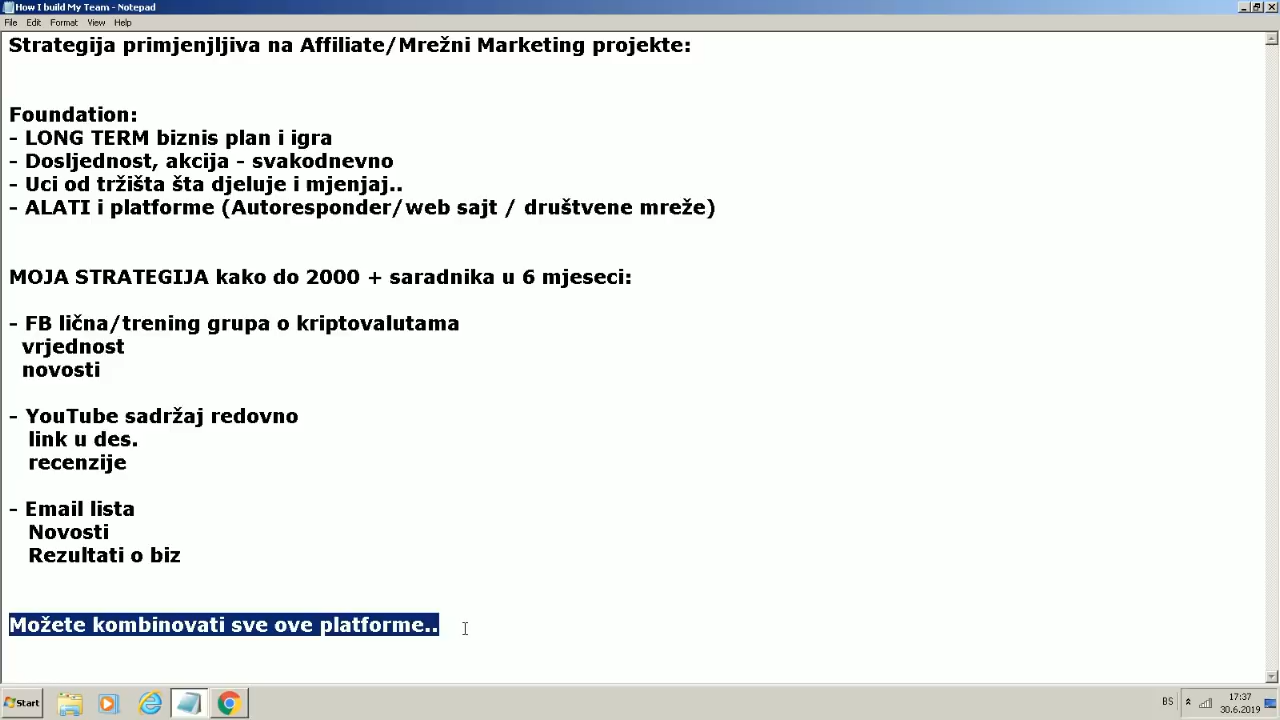 How I build My Team - Notepad
File Edit Format View Help
Strategija primjenjljiva na Affiliate/Mrežni Marketing projekte:
Foundation:
- LONG TERM biznis plan i igra
- Dosljednost, akcija - svakodnevno
- Uci od tržišta šta djeluje i mjenjaj..
- ALATI i platforme (Autoresponder/web sajt / društvene mreže)
MOJA STRATEGIJA kako do 2000 + saradnika u 6 mjeseci:
- FB lična/trening grupa o kriptovalutama
vrjednost
novosti
- YouTube sadržaj redovno
link u des.
recenzije
- Email lista
Novosti
Rezultati o biz
Možete kombinovati sve ove platforme..
Start
BS
17:37
30.6.2019